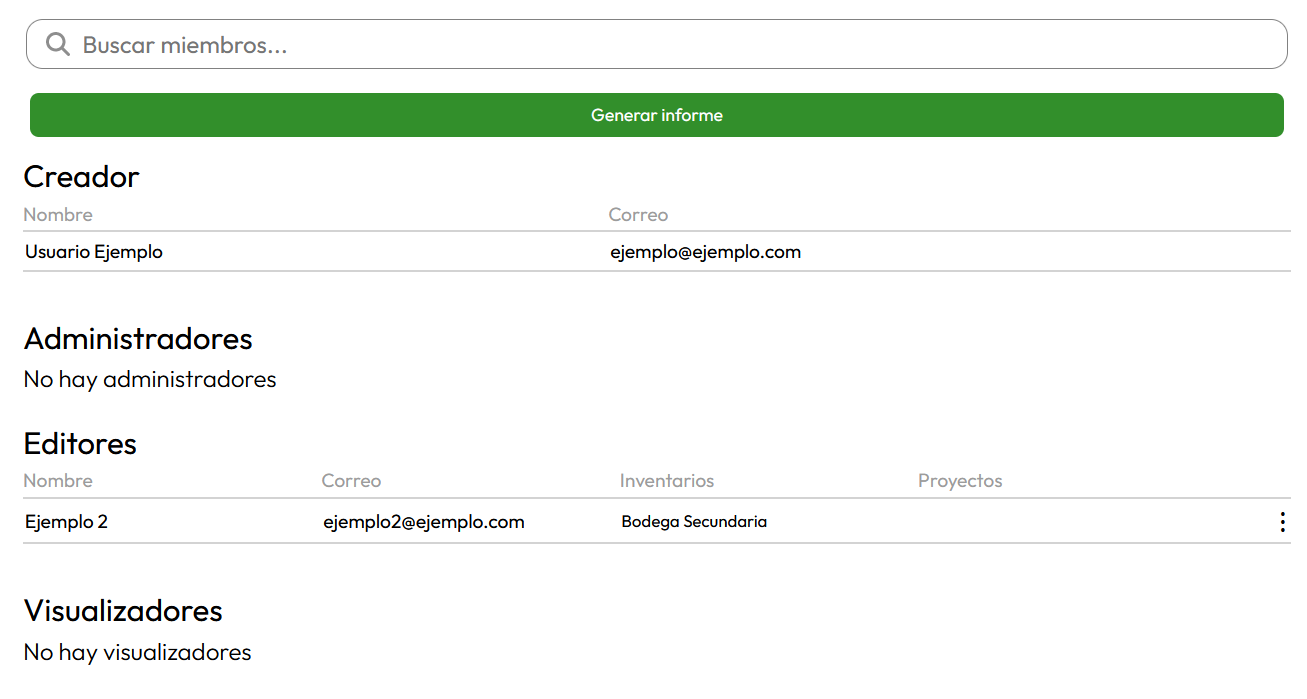 Buscar miembros...
Generar informe
Creador
Nombre Correo
Usuario Ejemplo ejemplo@ejemplo.com
Administradores
No hay administradores
Editores
Nombre Correo Inventarios Proyectos
Ejemplo 2 ejemplo2@ejemplo.com Bodega Secundaria
Visualizadores
No hay visualizadores